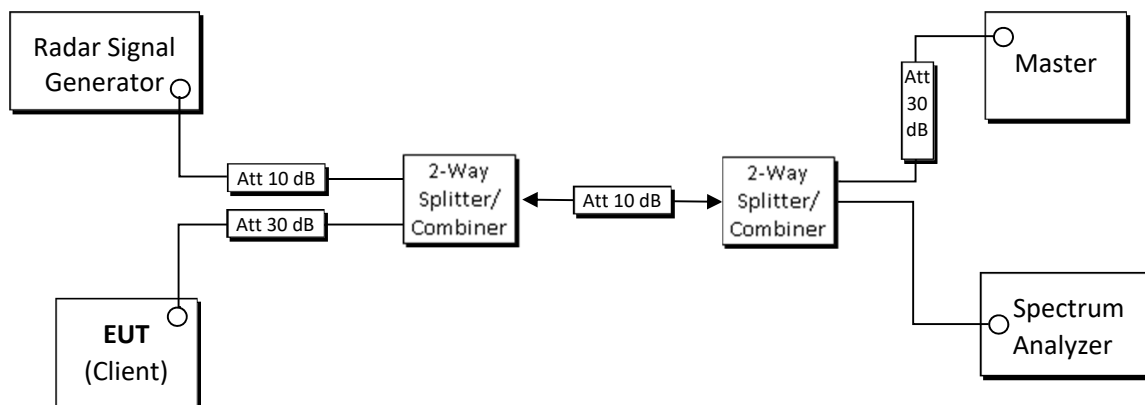 Radar Signal
Generator
Att 10 dB
Att 30 dB
EUT
(Client)
2-Way
Splitter/
Combiner
Att 10 dB
2-Way
Splitter/
Combiner
Att
30
dB
Master
Spectrum
Analyzer